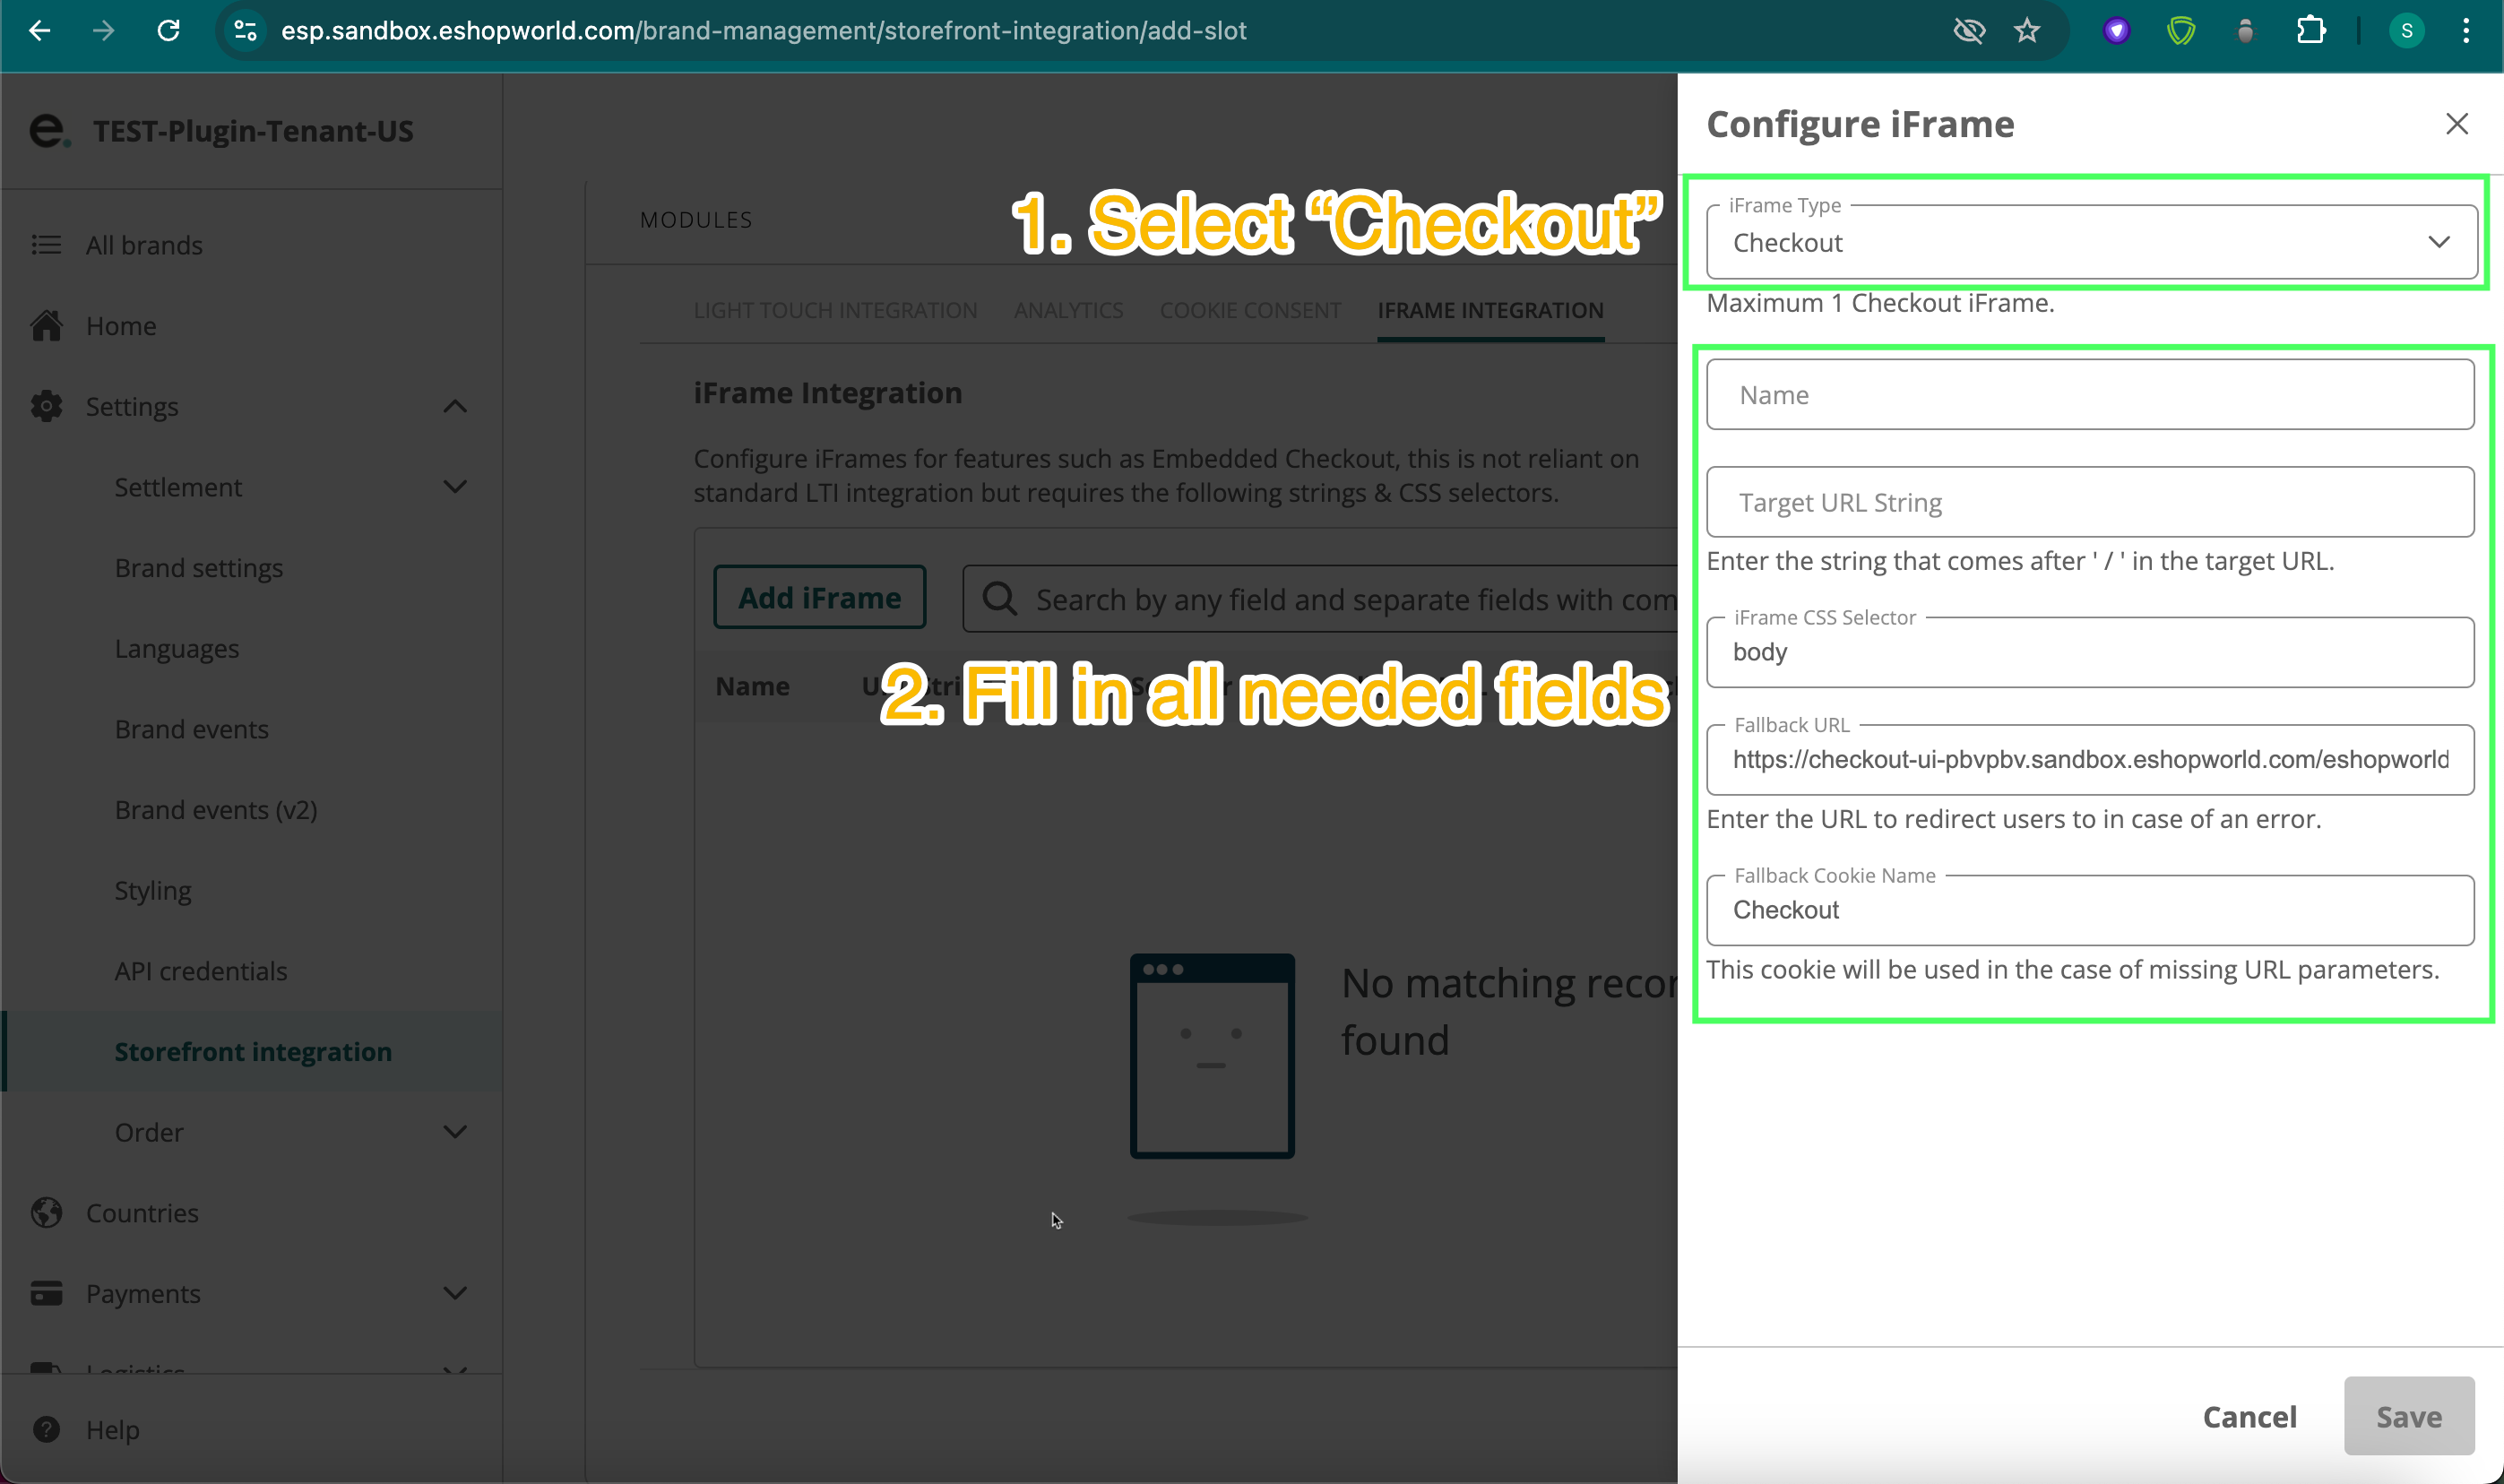 esp.sandbox.eshopworld.com/brand-management/storefront-integration/add-slot
S
e.
TEST-Plugin-Tenant-US
All brands
Home
Settings
Settlement
Brand settings
Languages
Brand events
Brand events (v2)
Styling
API credentials
Storefront integration
Order
Countries
Payments
Logistics
Help
MODULES
1. Select “Checkout”
LIGHT TOUCH INTEGRATION ANALYTICS COOKIE CONSENT IFRAME INTEGRATION
iFrame Integration
Configure iFrames for features such as Embedded Checkout, this is not reliant on
standard LTI integration but requires the following strings & CSS selectors.
Add iFrame
Search by any field and separate fields with com
Name
2. Fill in all needed fields
No matching recor
found
Configure iFrame
iFrame Type
Checkout
Maximum 1 Checkout iFrame.
Name
Target URL String
Enter the string that comes after ' / ' in the target URL.
iFrame CSS Selector
body
Fallback URL
https://checkout-ui-pbvpbv.sandbox.eshopworld.com/eshopworld
Enter the URL to redirect users to in case of an error.
Fallback Cookie Name
Checkout
This cookie will be used in the case of missing URL parameters.
Cancel
Save